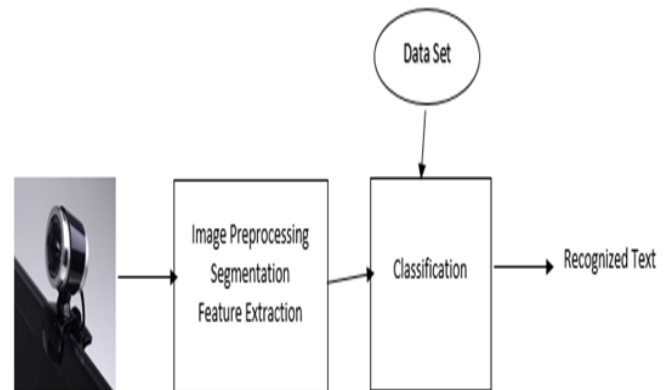 Data Set
Image Preprocessing
Segmentation
Feature Extraction
Classification
Recognized Text